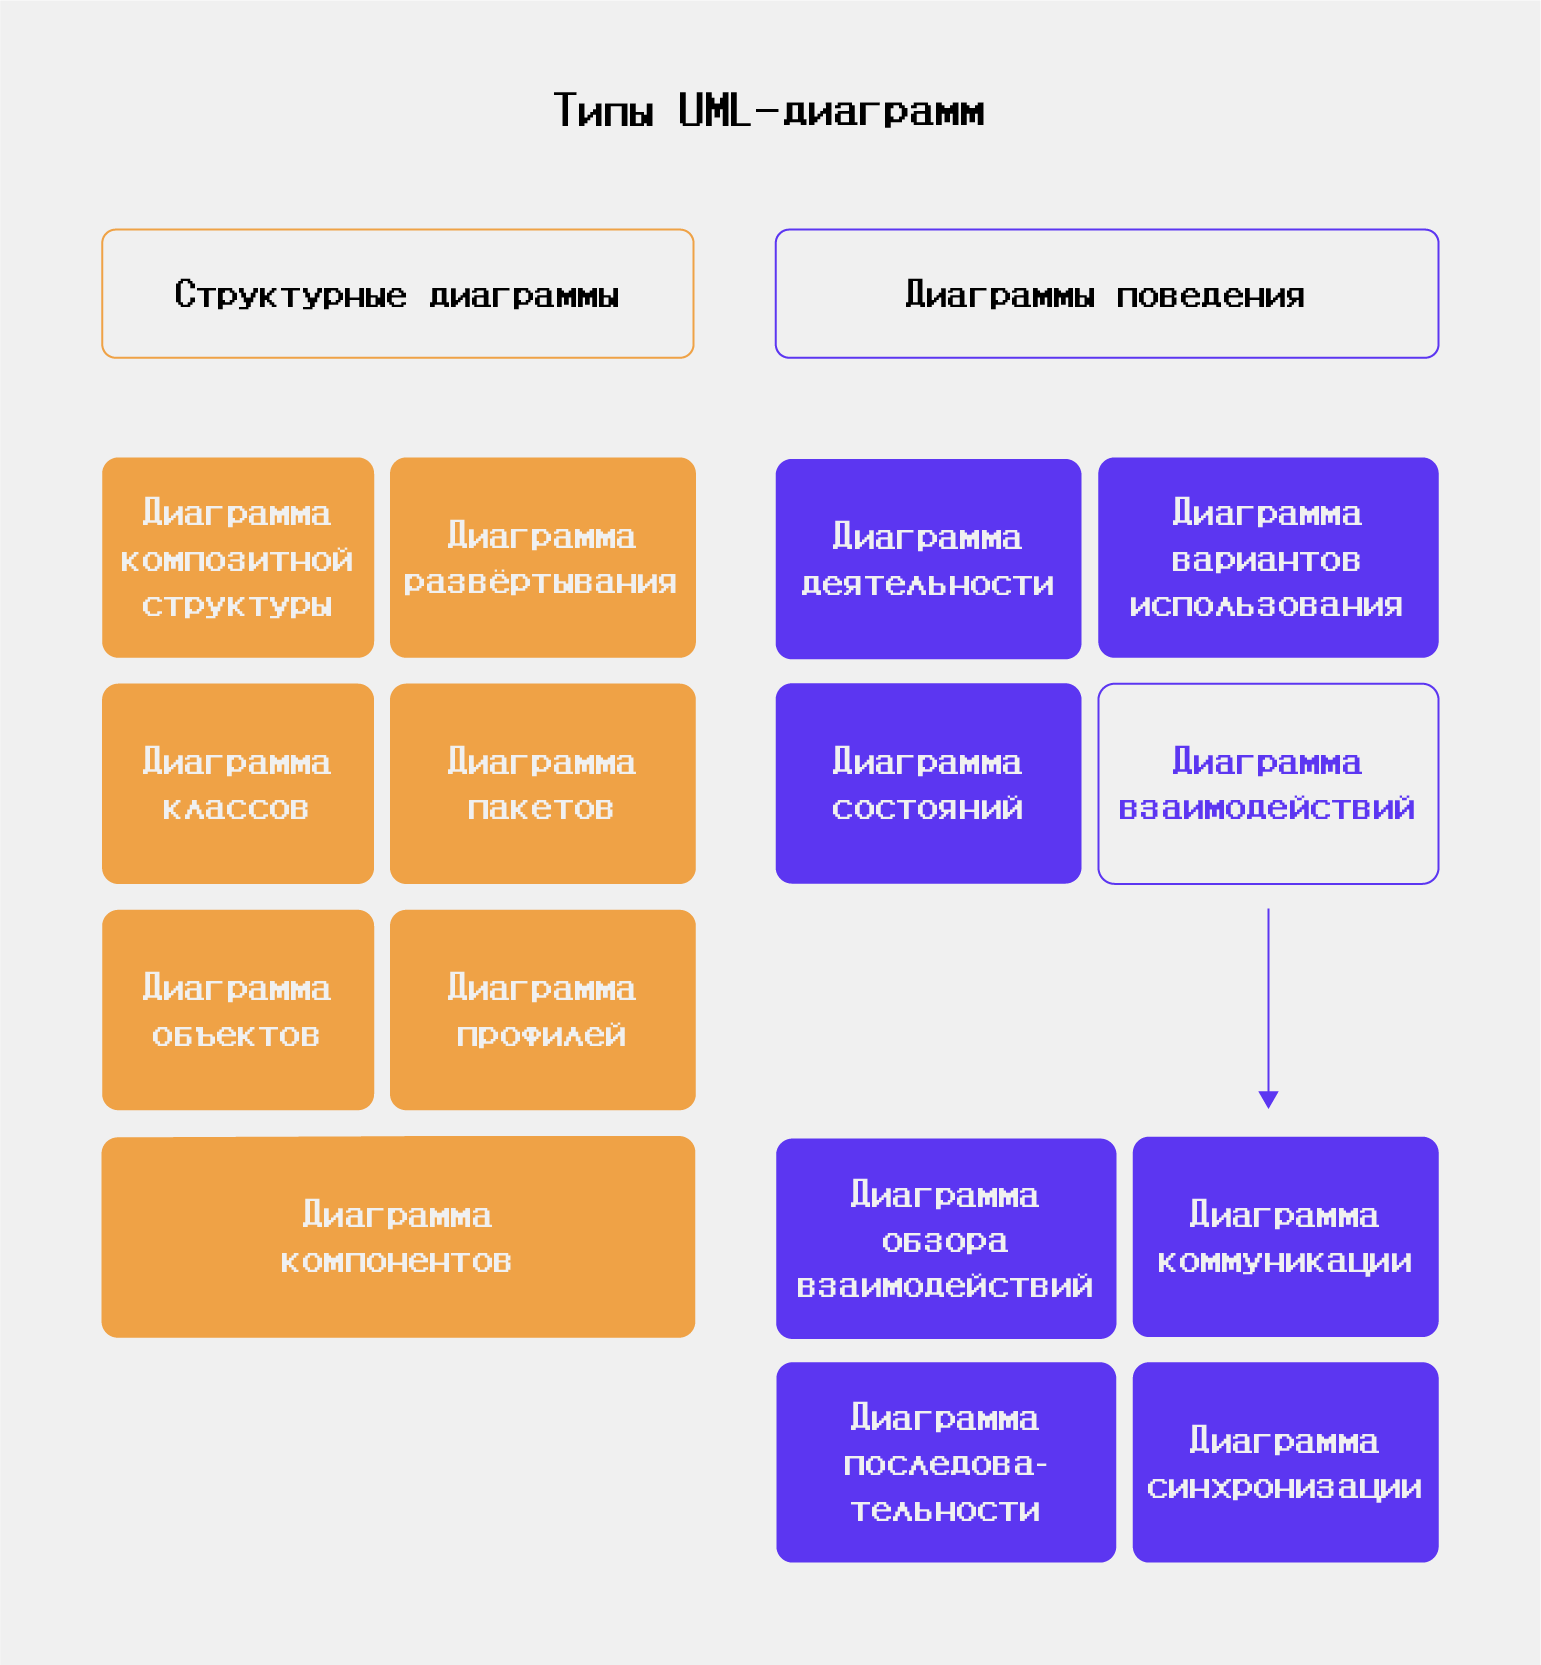 Типы UML-диаграмм
Структурные диаграммы
Диаграммы поведения
Диаграмма
композитной
структуры
Диаграмма
развёртывания
Диаграмма
деятельности
Диаграмма
вариантов
использования
Диаграмма
классов
Диаграмма
пакетов
Диаграмма
состояний
Диаграмма
взаимодействий
Диаграмма
объектов
Диаграмма
профилей
Диаграмма
компонентов
Диаграмма
обзора
взаимодействий
Диаграмма
коммуникации
Диаграмма
последова-
тельности
Диаграмма
синхронизации